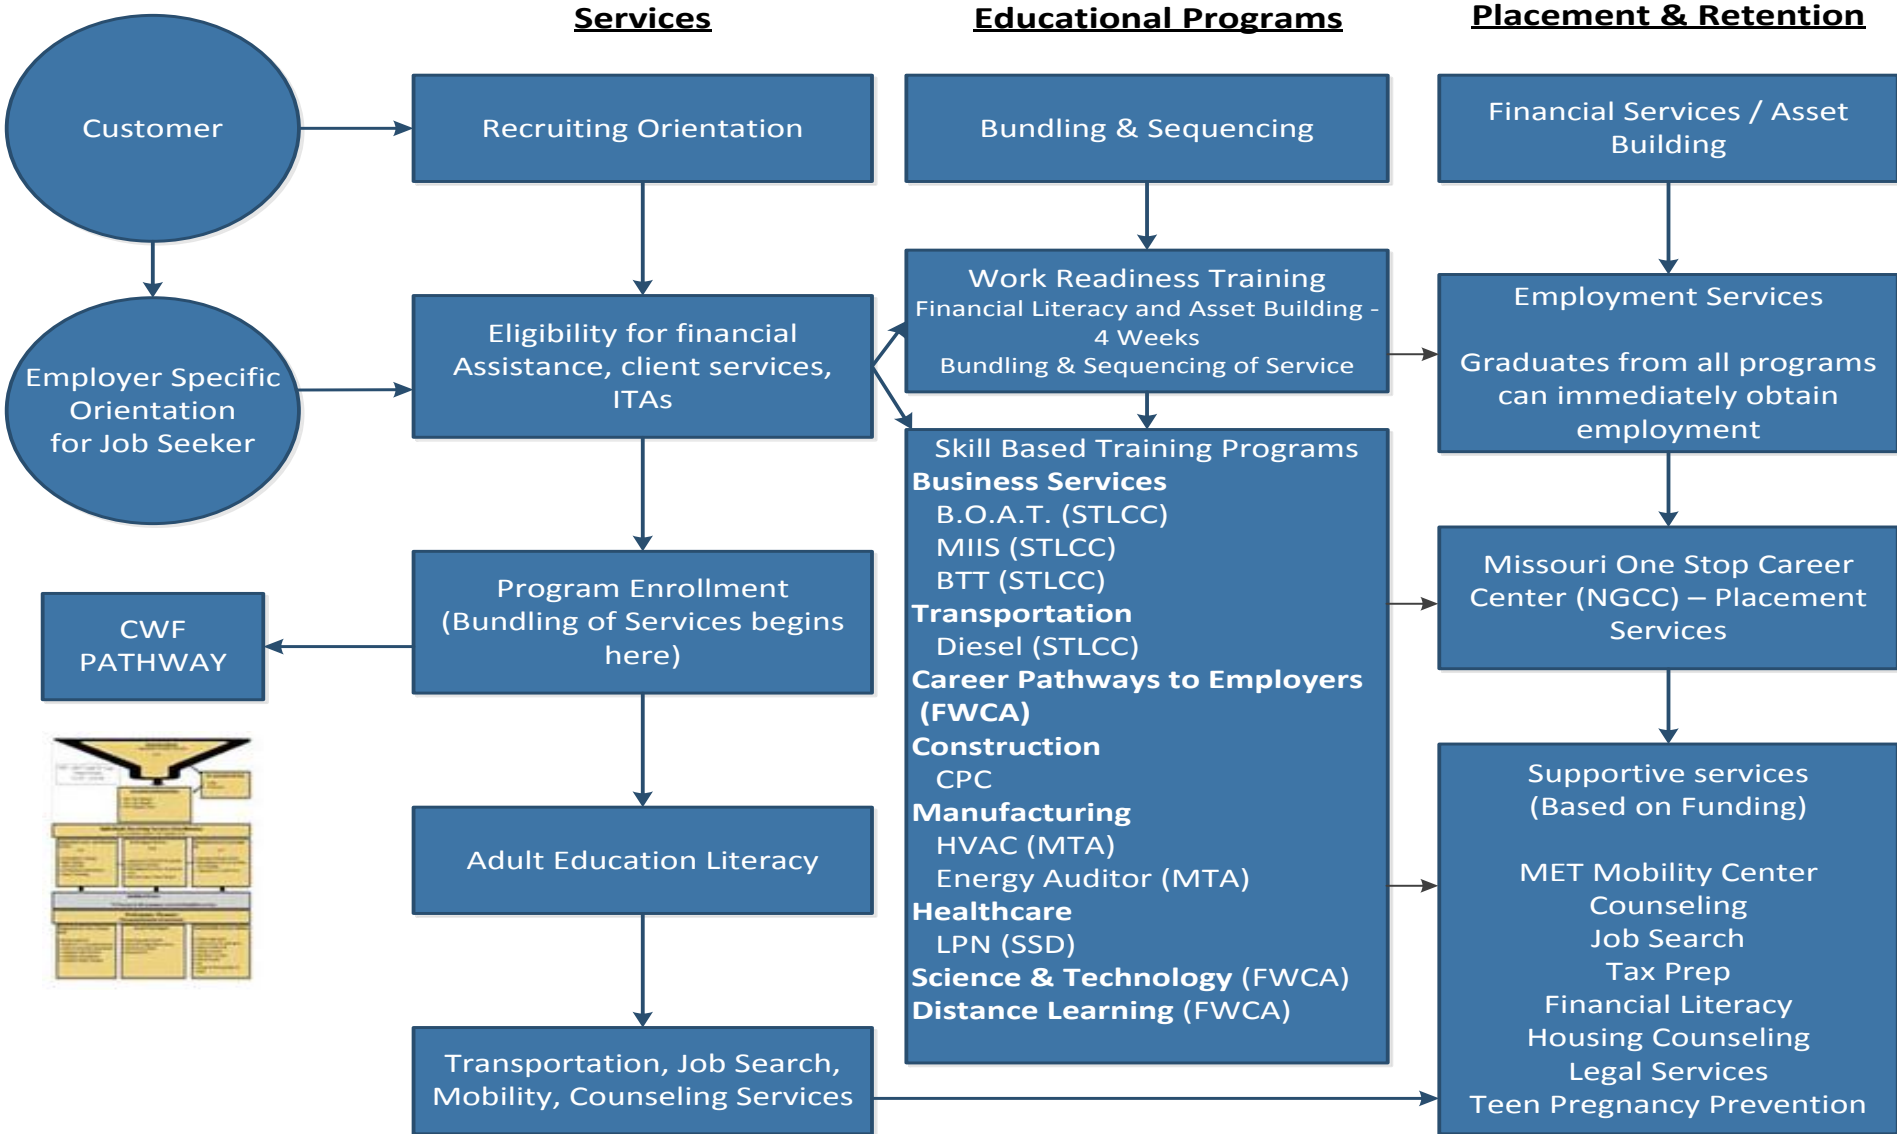 Services
Educational Programs
Placement & Retention
Customer
Recruiting Orientation
Bundling & Sequencing
Financial Services / Asset
Building
Employer Specific
Orientation
for Job Seeker
Eligibility for financial
Assistance, client services,
ITAs
Work Readiness Training
Financial Literacy and Asset Building -
4 Weeks
Bundling & Sequencing of Service
Employment Services
Graduates from all programs
can immediately obtain
employment
CWF
PATHWAY
Program Enrollment
(Bundling of Services begins
here)
Skill Based Training Programs
Business Services
B.O.A.T. (STLCC)
MIIS (STLCC)
BTT (STLCC)
Transportation
Diesel (STLCC)
Career Pathways to Employers
(FWCA)
Construction
CPC
Manufacturing
HVAC (MTA)
Energy Auditor (MTA)
Healthcare
LPN (SSD)
Science & Technology (FWCA)
Distance Learning (FWCA)
Missouri One Stop Career
Center (NGCC) – Placement
Services
Adult Education Literacy
Transportation, Job Search,
Mobility, Counseling Services
Supportive services
(Based on Funding)
MET Mobility Center
Counseling
Job Search
Tax Prep
Financial Literacy
Housing Counseling
Legal Services
Teen Pregnancy Prevention